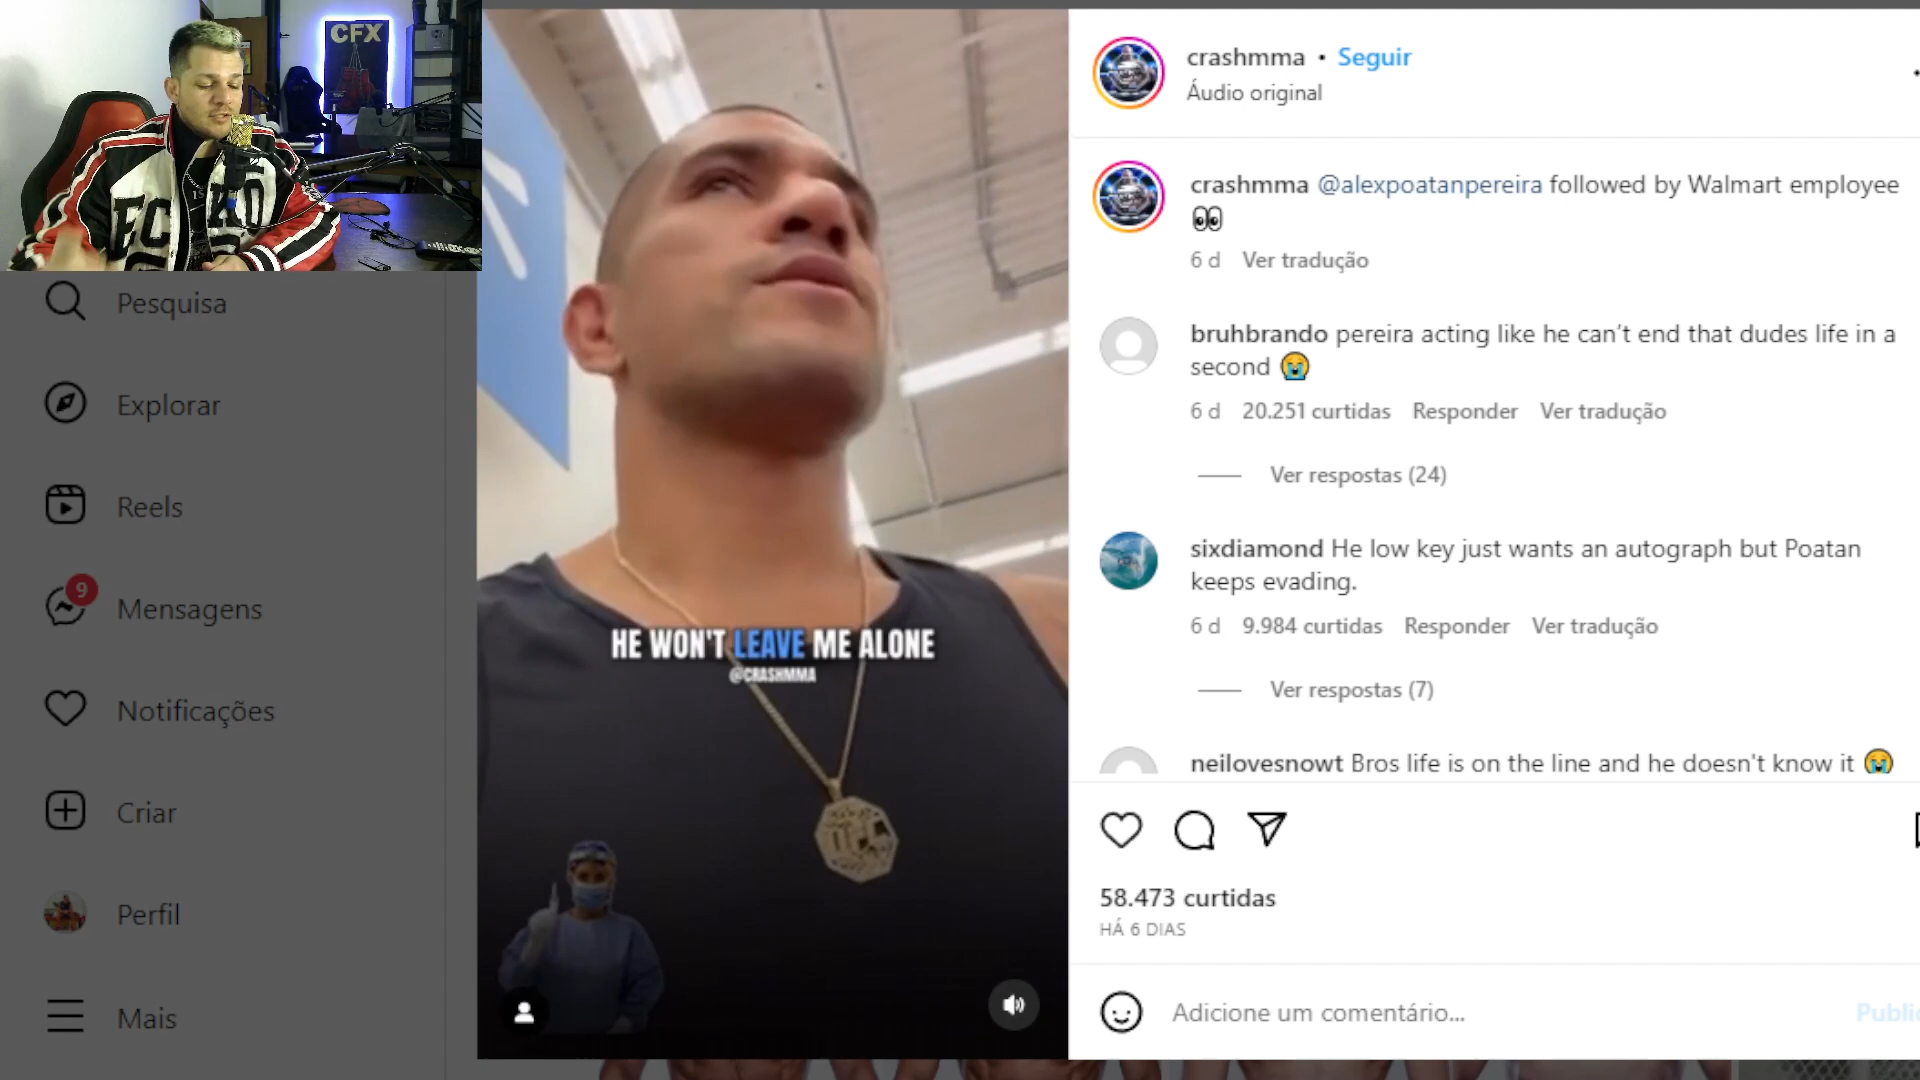 CFX
Pesquisa
Explorar
Reels
9
Mensagens
Notificações
Criar
Perfil
Mais
HE WON'T LEAVE ME ALONE
@CRASHMMA
crashmma • Seguir
Áudio original
crashmma @alexpoatanpereira followed by Walmart employee
👀
6 d Ver tradução
bruhbrando pereira acting like he can’t end that dudes life in a
second 😭
6 d 20.251 curtidas Responder Ver tradução
Ver respostas (24)
sixdiamond He low key just wants an autograph but Poatan
keeps evading.
6 d 9.984 curtidas Responder Ver tradução
Ver respostas (7)
neilovesnowt Bros life is on the line and he doesn't know it 😭
58.473 curtidas
HÁ 6 DIAS
Adicione um comentário...
Public